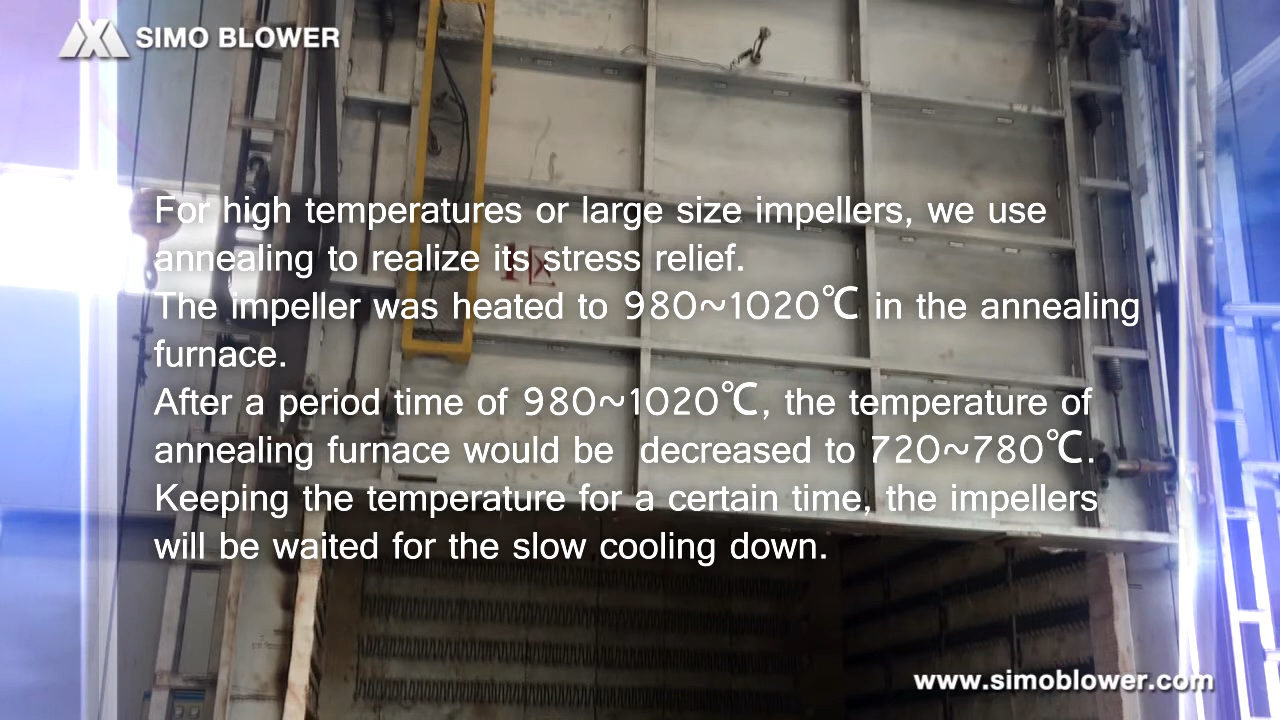 SIMO BLOWER
For high temperatures or large size impellers, we use
annealing to realize its stress relief.
The impeller was heated to 980~1020℃ in the annealing
furnace.
After a period time of 980~1020℃, the temperature of
annealing furnace would be  decreased to 720~780℃.
Keeping the temperature for a certain time, the impellers
will be waited for the slow cooling down.
www.simoblower.com